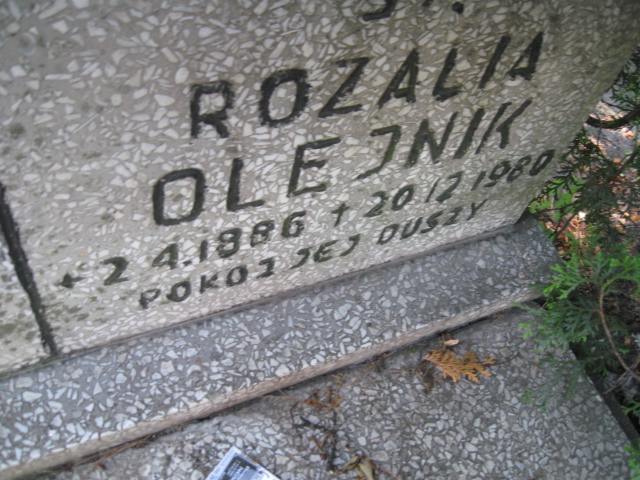 ROZALIA
OLEJNIK
+ 2 4.1886 + 20 12 1980
POKOJ JEJ DUSZY